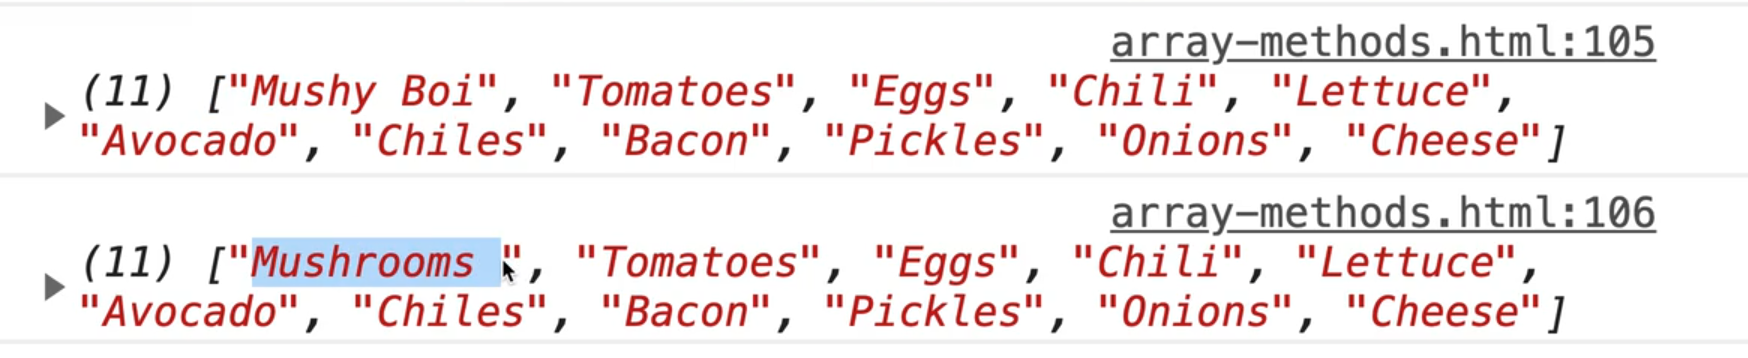 array-methods.html:105
(11) ["Mushy Boi", "Tomatoes", "Eggs", "Chili", "Lettuce",
"Avocado", "Chiles", "Bacon", "Pickles", "Onions", "Cheese"]
array-methods.html:106
(11) ["Mushrooms ", "Tomatoes", "Eggs", "Chili", "Lettuce",
"Avocado", "Chiles", "Bacon", "Pickles", "Onions", "Cheese"]